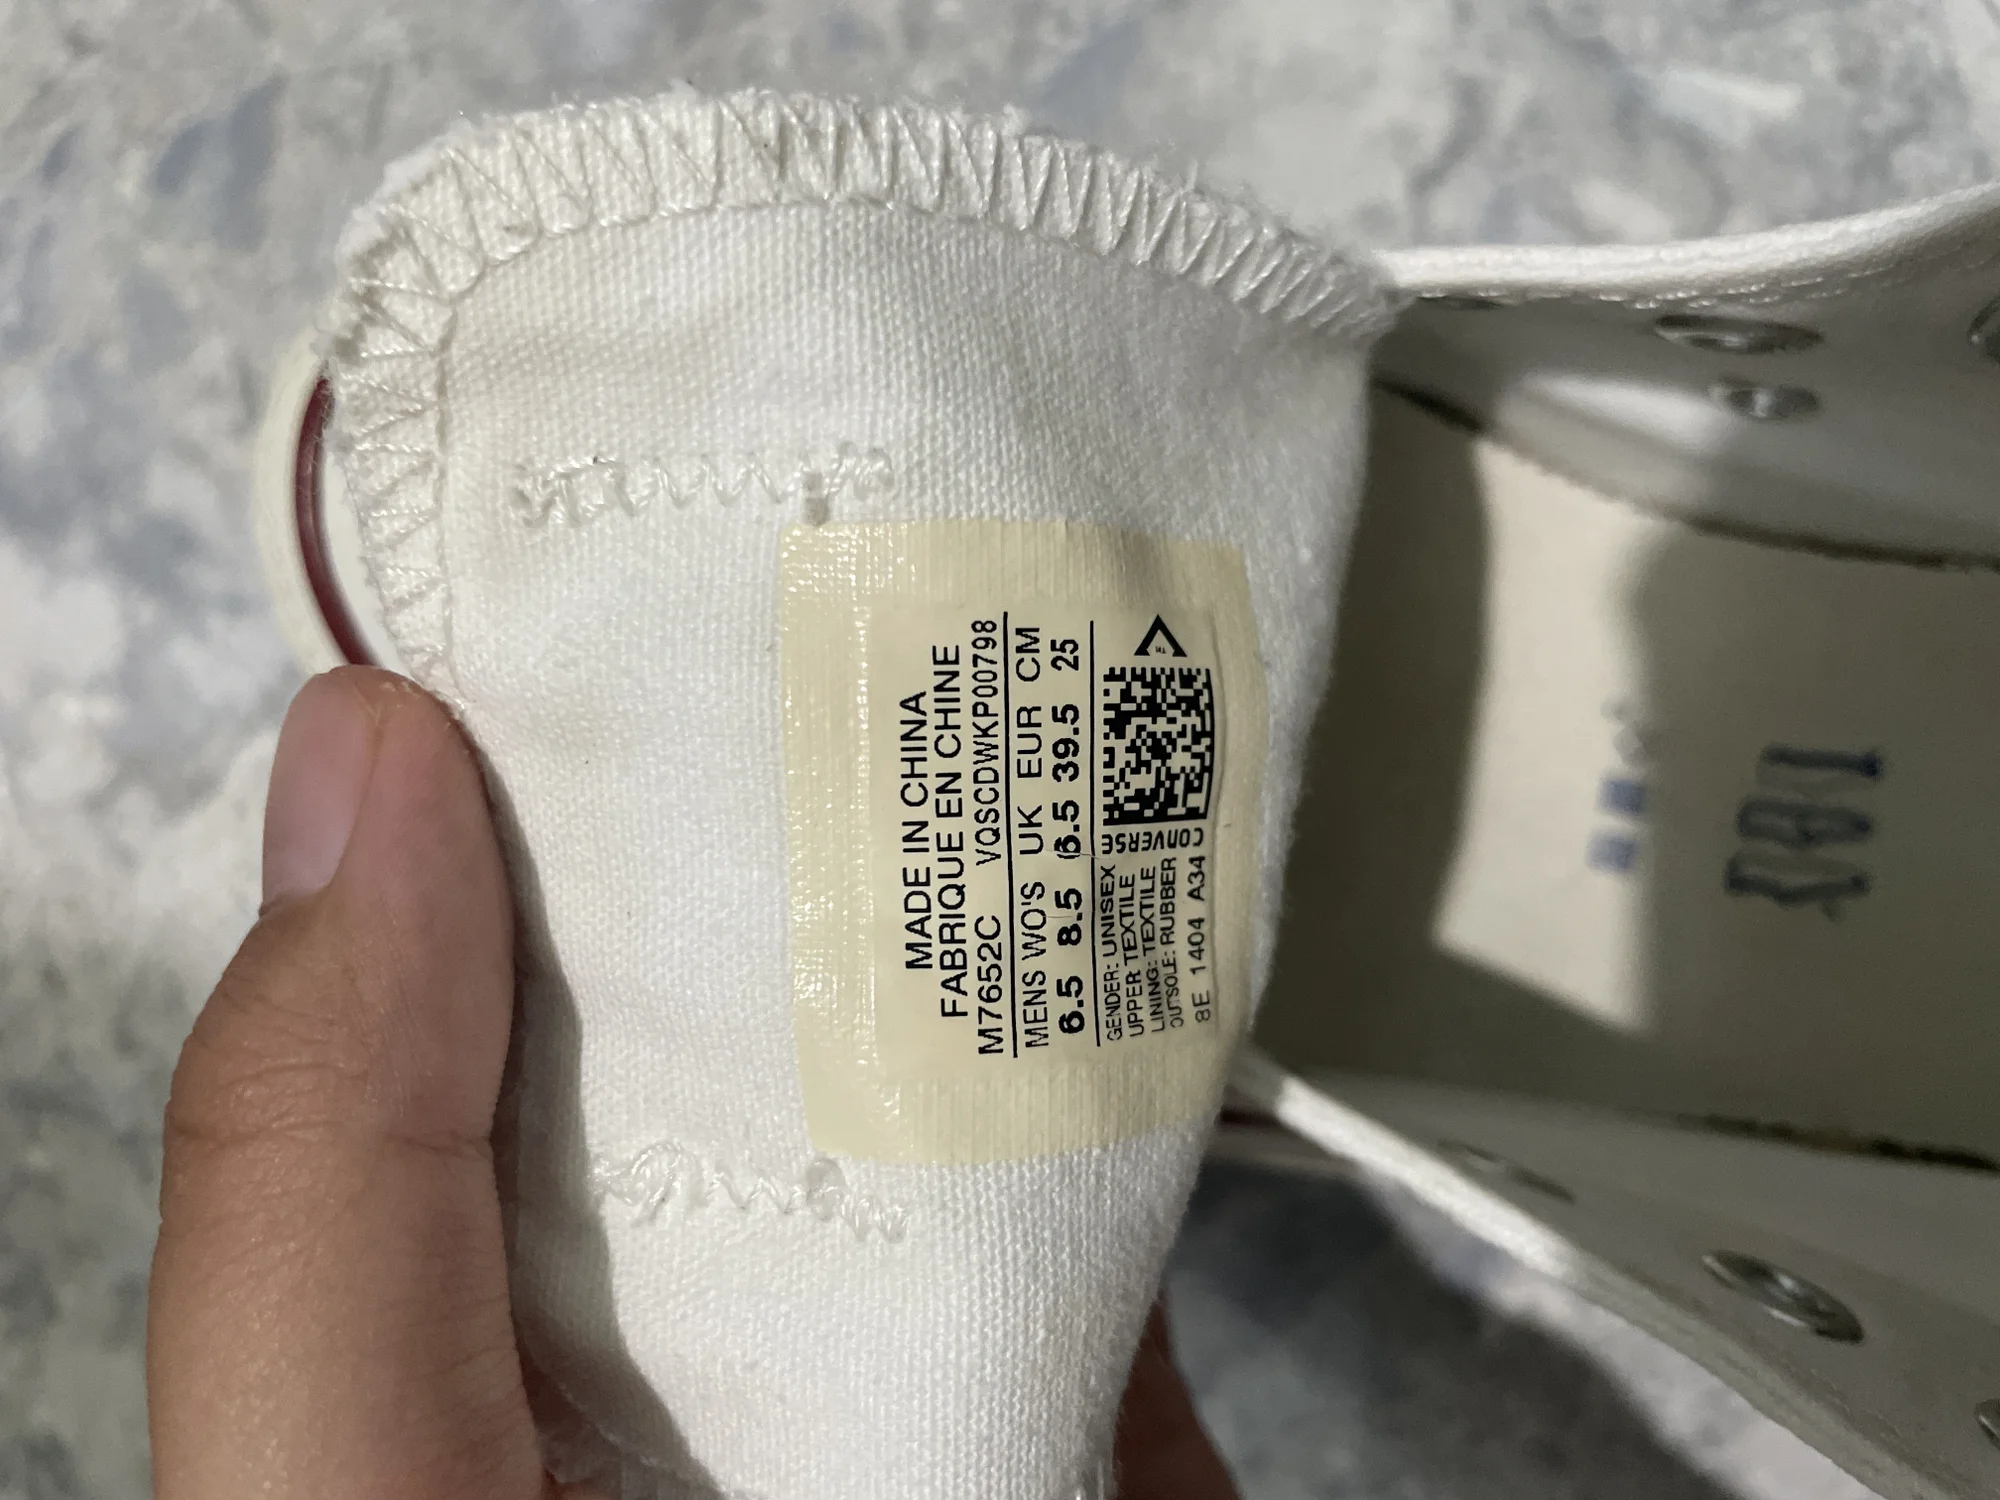 MADE IN CHINA
FABRIQUE EN CHINE
M7652C VQSCDWKP00798
MENS WO'S UK EUR CM
6.5 8.5 6.5 39.5 25
GENDER: UNISEX
UPPER: TEXTILE
LINING: TEXTILE
OUTSOLE: RUBBER
8E 1404 A34
CONVERSE
TM